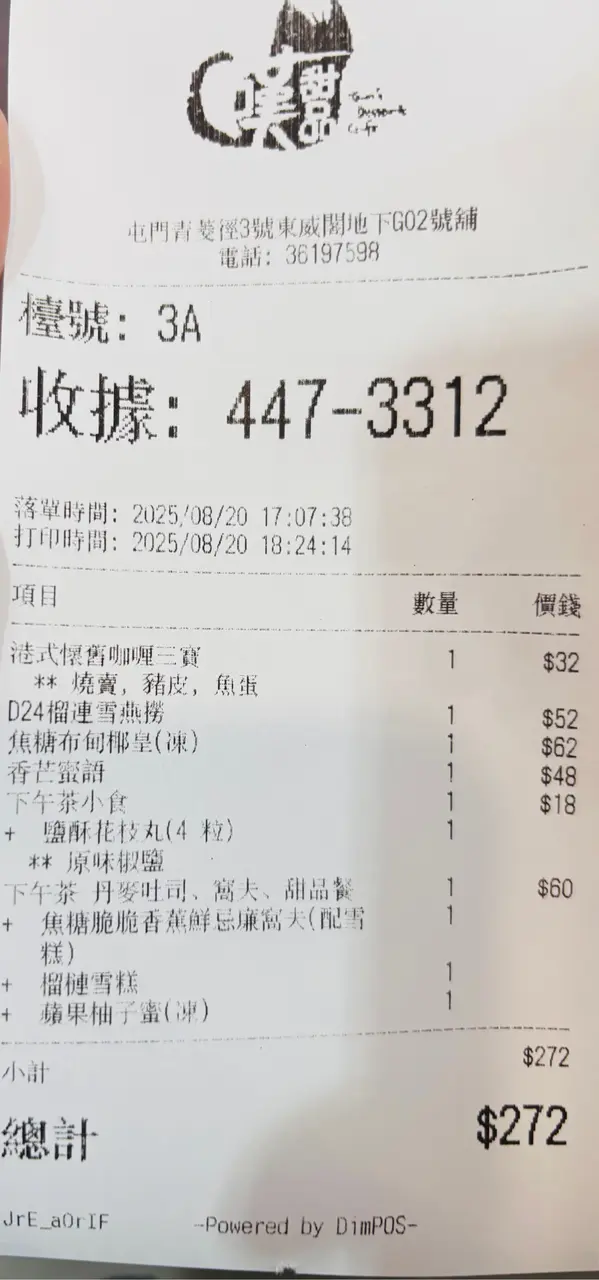 嘆甜品
Tan's
Dessert
Cafe
屯門青菱徑3號東威閣地下G02號舖
電話: 36197598
檯號: 3A
收據: 447-3312
落單時間: 2025/08/20 17:07:38
打印時間: 2025/08/20 18:24:14
項目 數量 價錢
港式懷舊咖喱三寶 1 $32
** 燒賣, 豬皮, 魚蛋
D24榴連雪燕撈 1 $52
焦糖布甸椰皇(凍) 1 $62
香芒蜜語 1 $48
下午茶小食 1 $18
+ 鹽酥花枝丸(4 粒) 1
** 原味椒鹽
下午茶 丹麥吐司、窩夫、甜品餐 1 $60
+ 焦糖脆脆香蕉鮮忌廉窩夫(配雪 1
糕)
+ 榴槤雪糕 1
+ 蘋果柚子蜜(凍) 1
小計 $272
總計 $272
JrE_aOrIF -Powered by DimPOS-